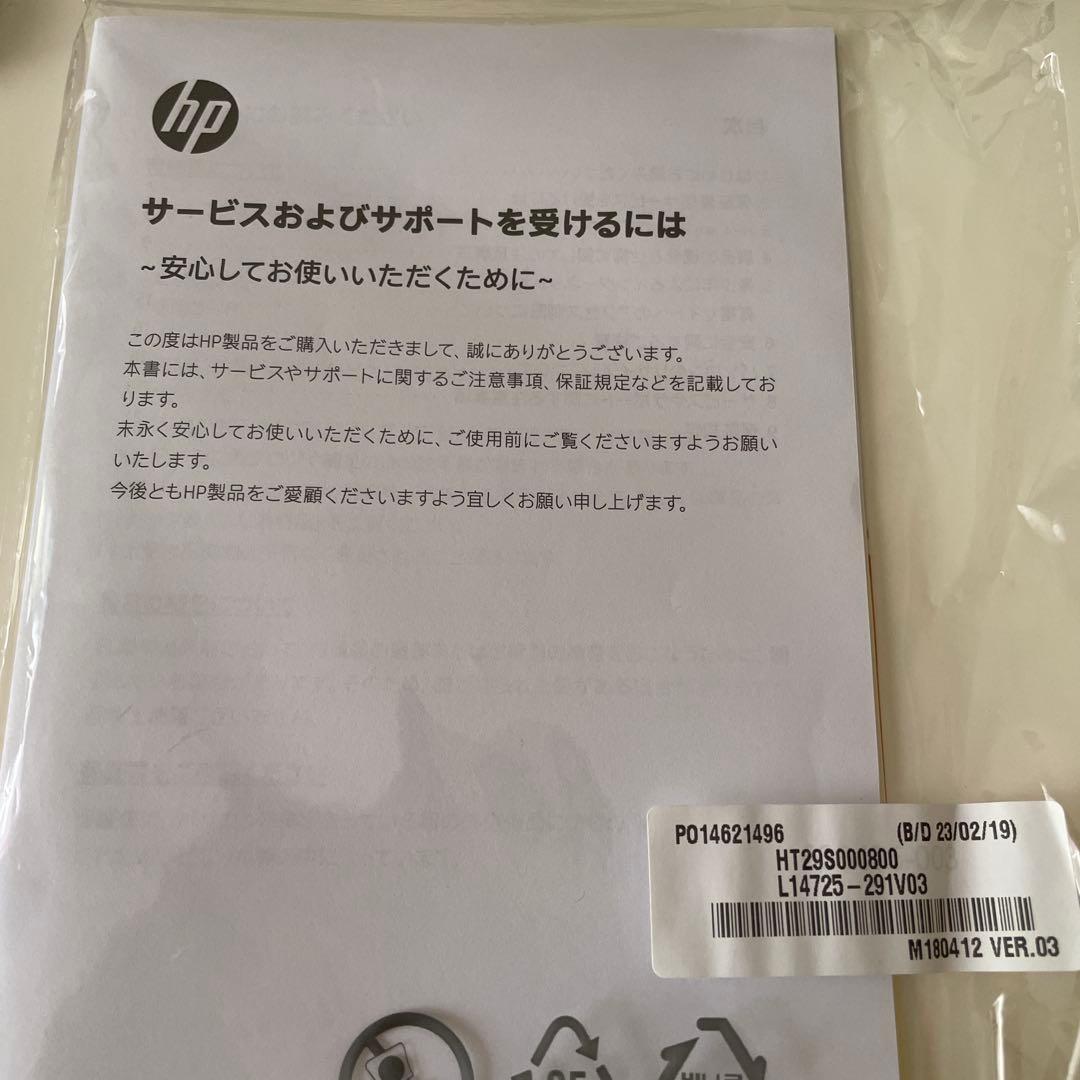 hp
サービスおよびサポートを受けるには
~安心してお使いいただくために~
この度はHP製品をご購入いただきまして、誠にありがとうございます。
本書には、サービスやサポートに関するご注意事項、保証規定などを記載してお
ります。
末永く安心してお使いいただくために、ご使用前にご覧くださいますようお願い
いたします。
今後ともHP製品をご愛顧くださいますよう宜しくお願い申し上げます。
PO14621496 (B/D 23/02/19)
HT29S000800
L14725-291V03
M180412 VER.03